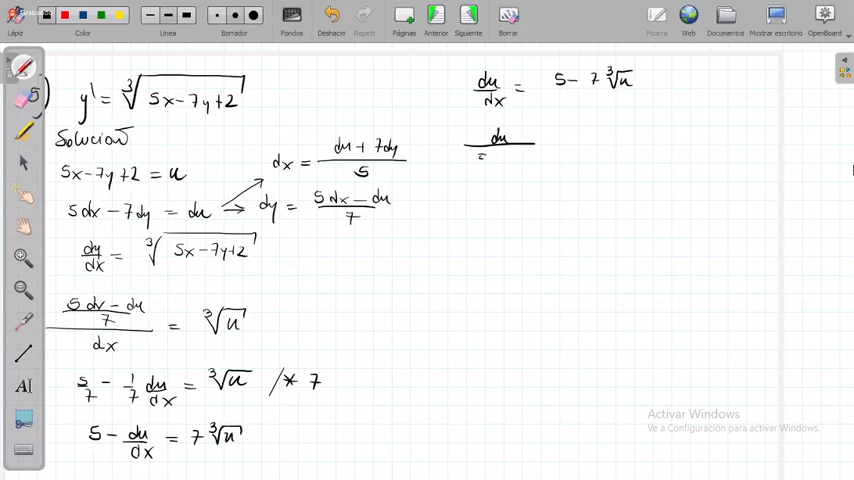 Grabando...
Lápiz
Color
Línea
Borrador
Fondos
Deshacer
Repetir
Páginas
Anterior
Siguiente
Borrar
Pizarra
Web
Documentos
Mostrar escritorio
OpenBoard
5) y' = ∛(5x-7y+2)
Solución
5x-7y+2 = u
5dx - 7dy = du → dx = (du + 7dy)/5
→ dy = (5dx - du)/7
dy/dx = ∛(5x-7y+2)
((5dx - du)/7)/dx = ∛u
5/7 - 1/7 du/dx = ∛u /* 7
5 - du/dx = 7∛u
du/dx = 5 - 7∛u
du
=
Activar Windows
Ve a Configuración para activar Windows.